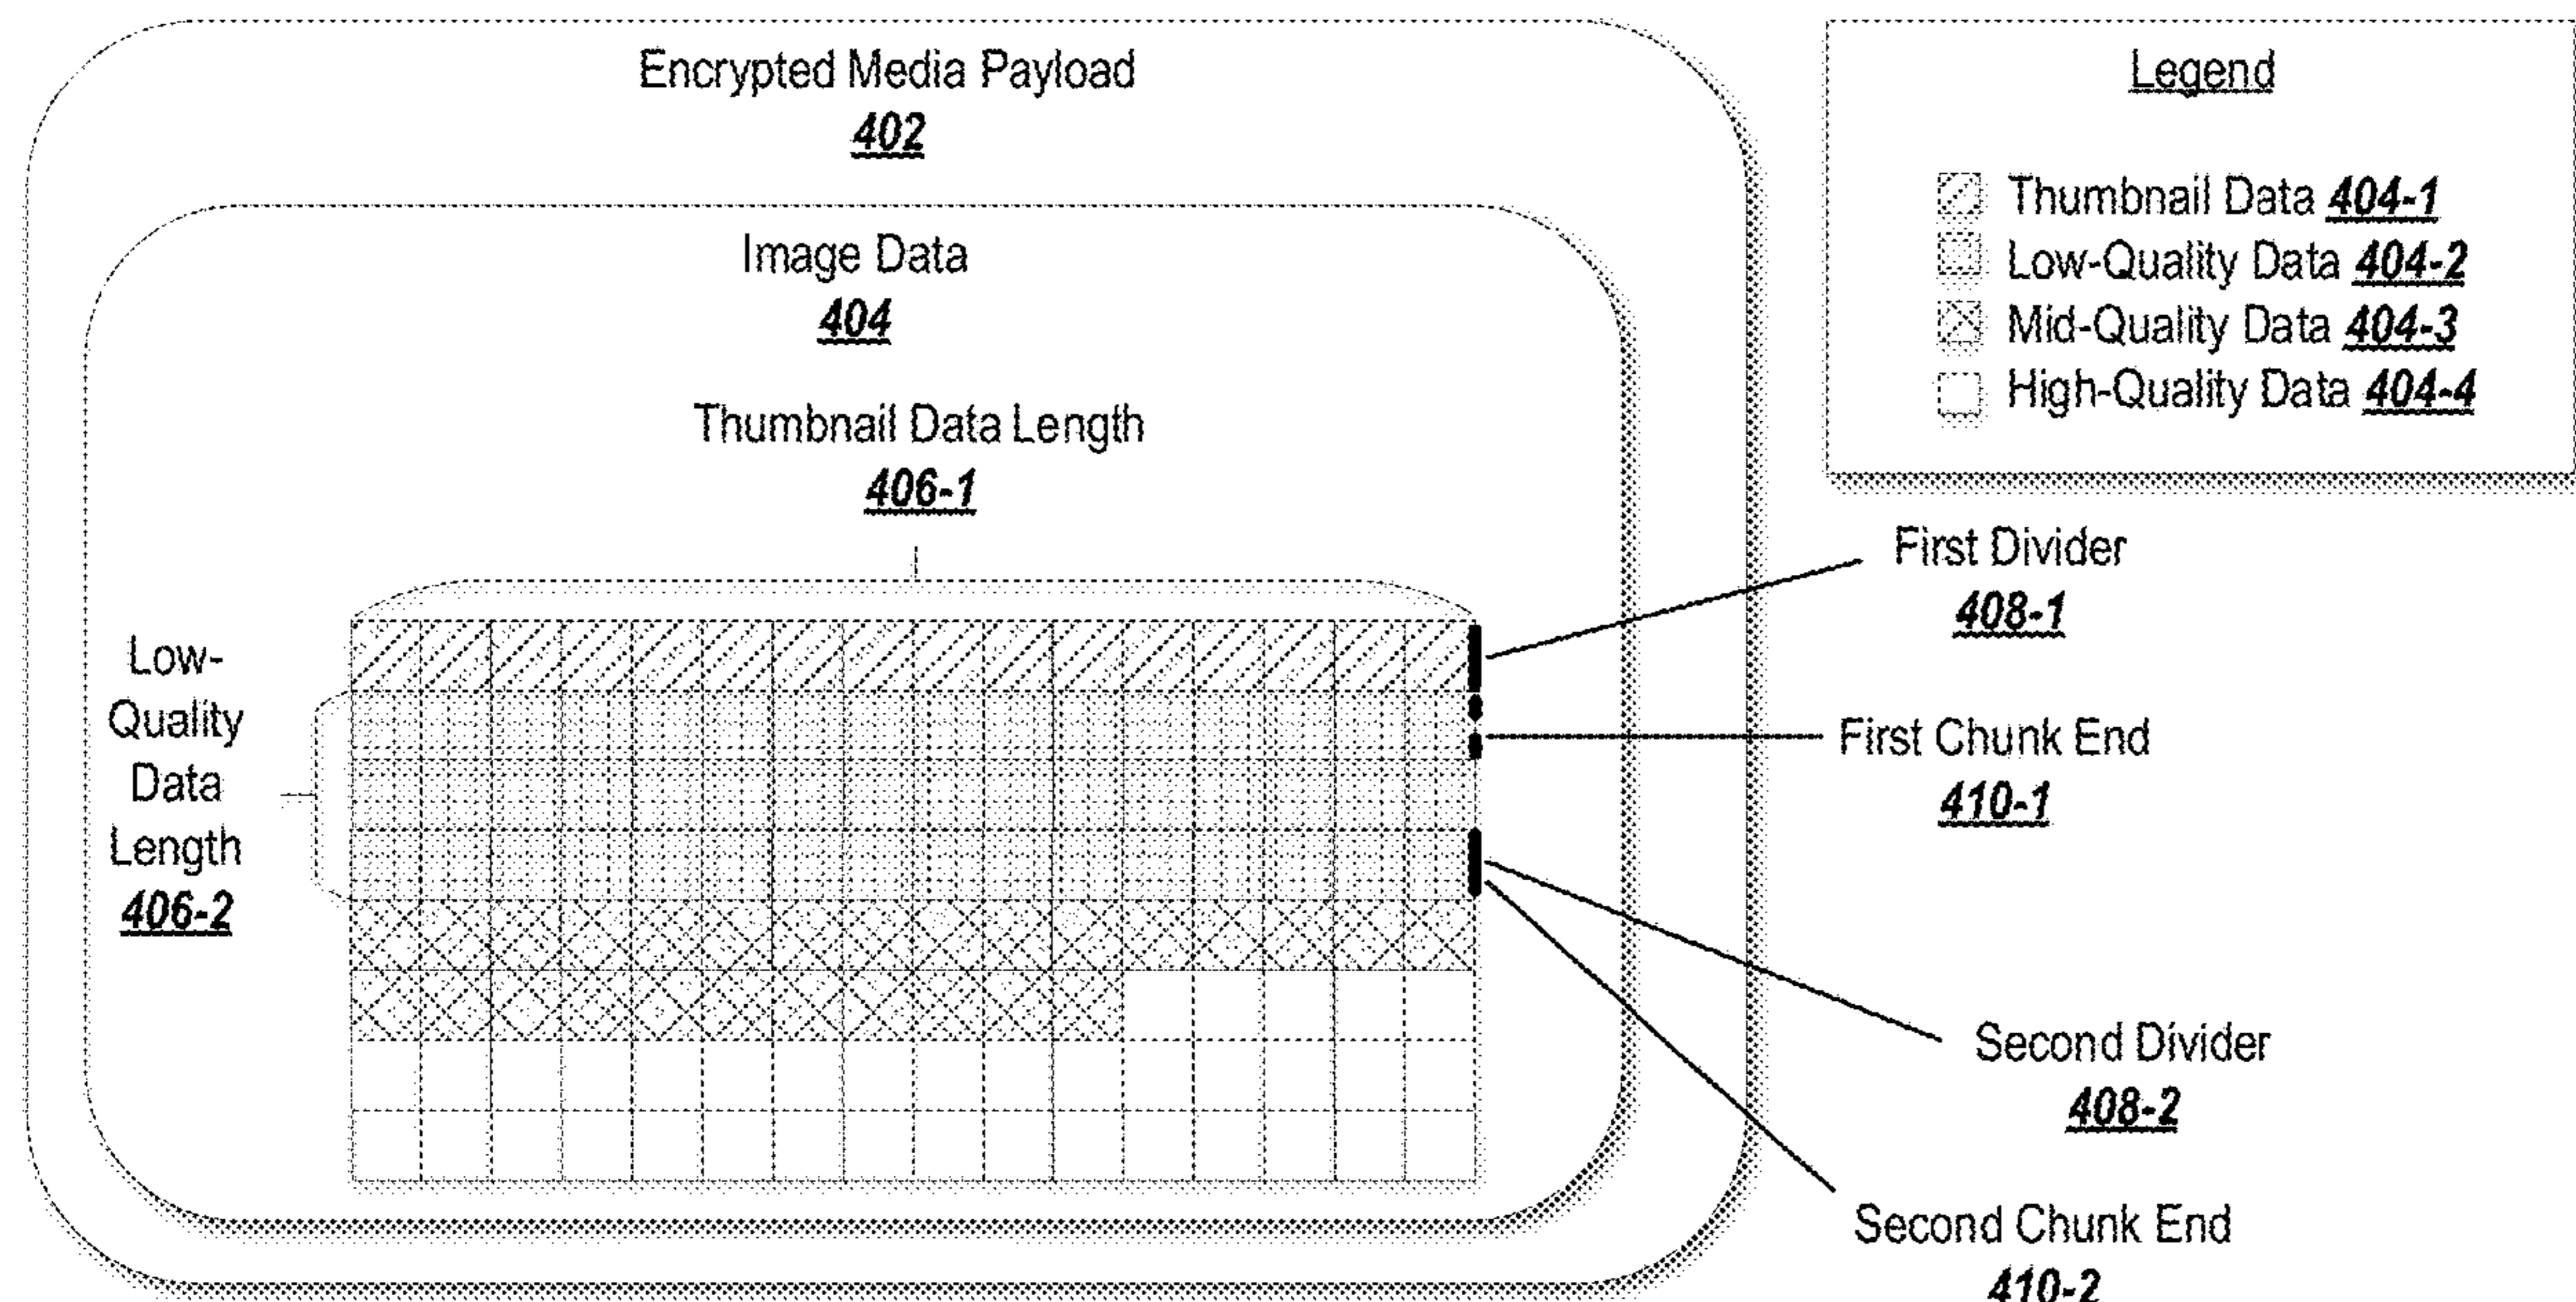 Encrypted Media Payload
402
Image Data
404
Thumbnail Data Length
406-1
Low-
Quality
Data
Length
406-2
Legend
Thumbnail Data 404-1
Low-Quality Data 404-2
Mid-Quality Data 404-3
High-Quality Data 404-4
First Divider
408-1
First Chunk End
410-1
Second Divider
408-2
Second Chunk End
410-2